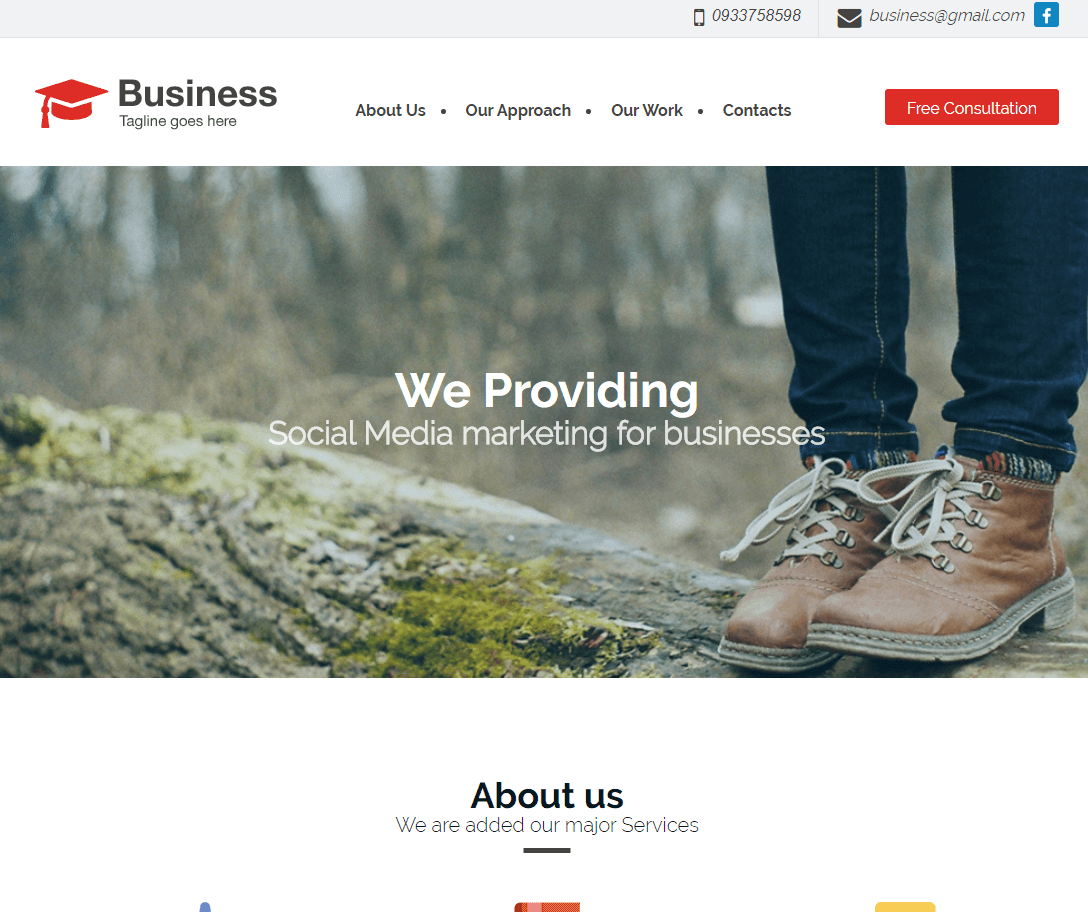 0933758598
business@gmail.com
Business
Tagline goes here
About Us
Our Approach
Our Work
Contacts
Free Consultation
We Providing
Social Media marketing for businesses
About us
We are added our major Services